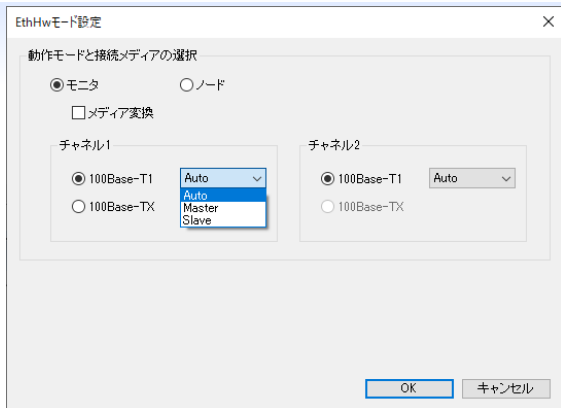 EthHwモード設定
動作モードと接続メディアの選択
モニタ ノード
メディア変換
チャネル1 チャネル2
100Base-T1 Auto 100Base-T1 Auto
Auto
100Base-TX Master 100Base-TX
Slave
OK キャンセル